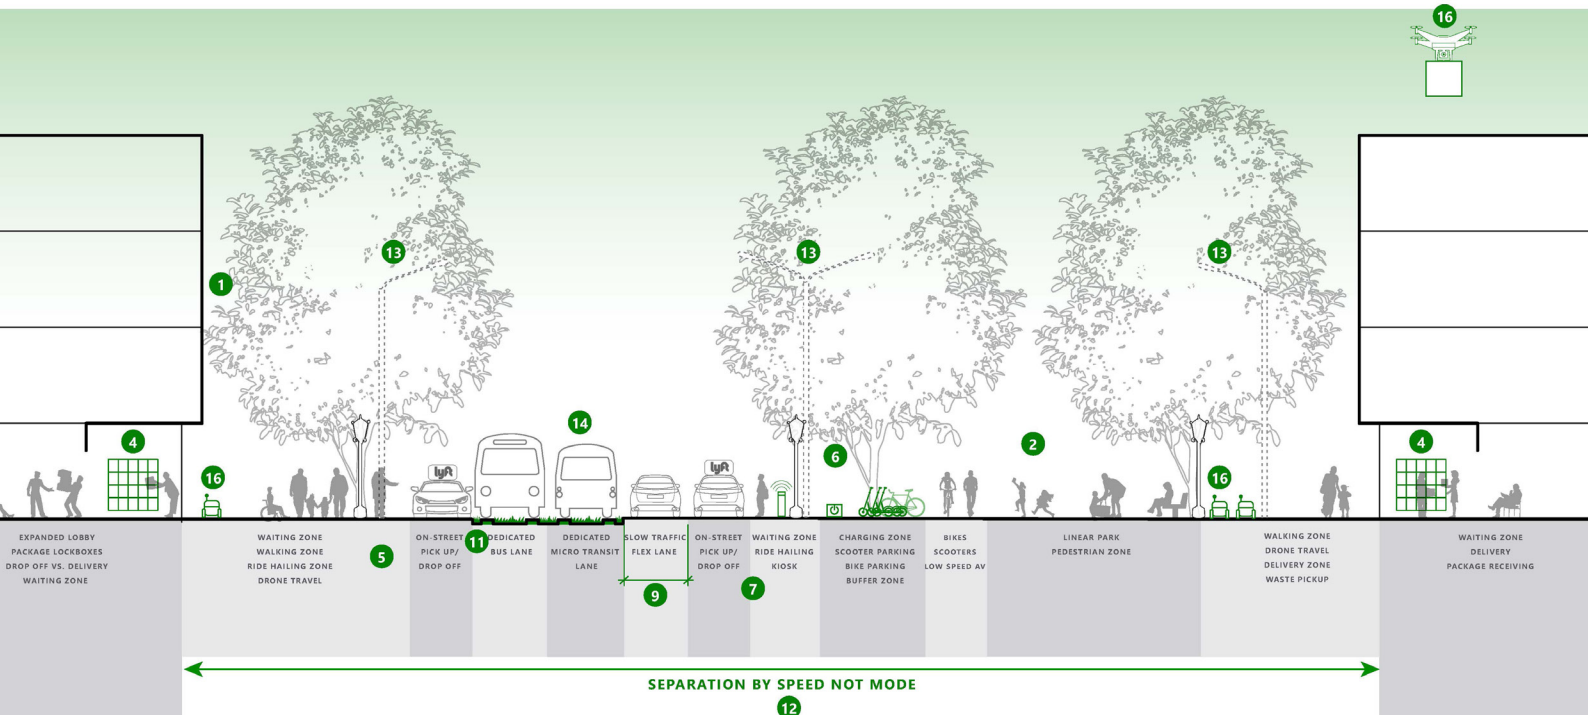 16
13
13
13
1
14
4
2
4
6
16
16
lyft
lyft
EXPANDED LOBBY
PACKAGE LOCKBOXES
DROP OFF VS. DELIVERY
WAITING ZONE
WAITING ZONE
WALKING ZONE
RIDE HAILING ZONE
DRONE TRAVEL
5
ON-STREET
PICK UP/
DROP OFF
11
DEDICATED
BUS LANE
DEDICATED
MICRO TRANSIT
LANE
SLOW TRAFFIC
FLEX LANE
9
ON-STREET
PICK UP/
DROP OFF
7
WAITING ZONE
RIDE HAILING
KIOSK
CHARGING ZONE
SCOOTER PARKING
BIKE PARKING
BUFFER ZONE
BIKES
SCOOTERS
LOW SPEED AV
LINEAR PARK
PEDESTRIAN ZONE
WALKING ZONE
DRONE TRAVEL
DELIVERY ZONE
WASTE PICKUP
WAITING ZONE
DELIVERY
PACKAGE RECEIVING
SEPARATION BY SPEED NOT MODE
12